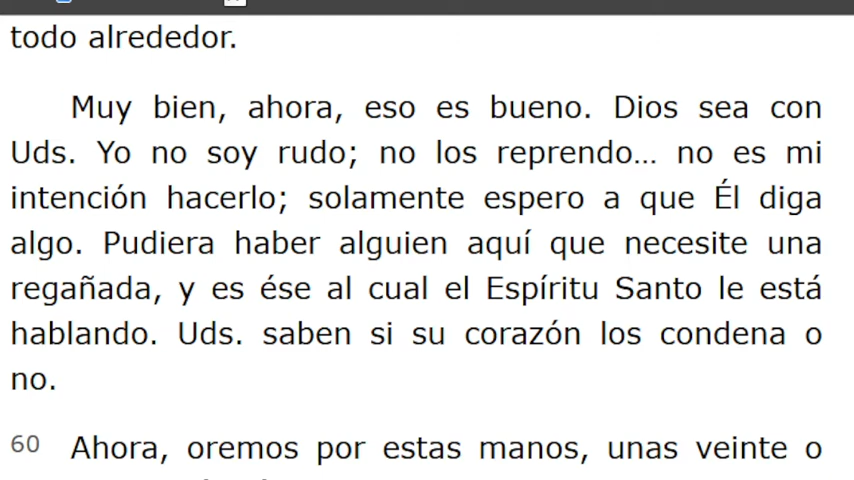 todo alrededor.
Muy bien, ahora, eso es bueno. Dios sea con
Uds. Yo no soy rudo; no los reprendo... no es mi
intención hacerlo; solamente espero a que Él diga
algo. Pudiera haber alguien aquí que necesite una
regañada, y es ése al cual el Espíritu Santo le está
hablando. Uds. saben si su corazón los condena o
no.
60 Ahora, oremos por estas manos, unas veinte o